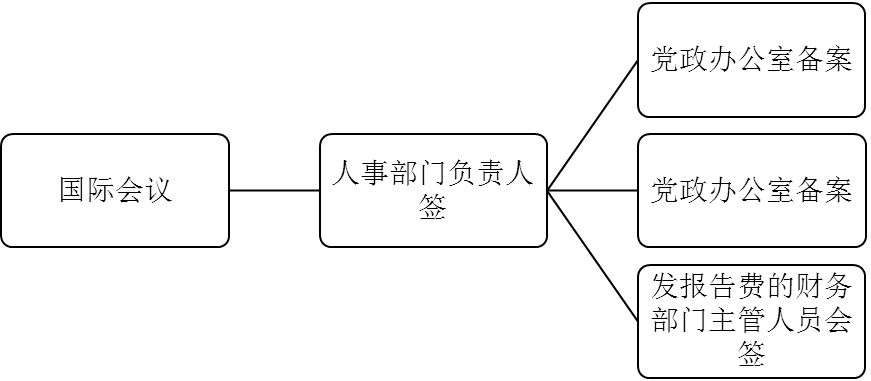 国际会议
人事部门负责人
签
党政办公室备案
党政办公室备案
发报告费的财务
部门主管人员会
签